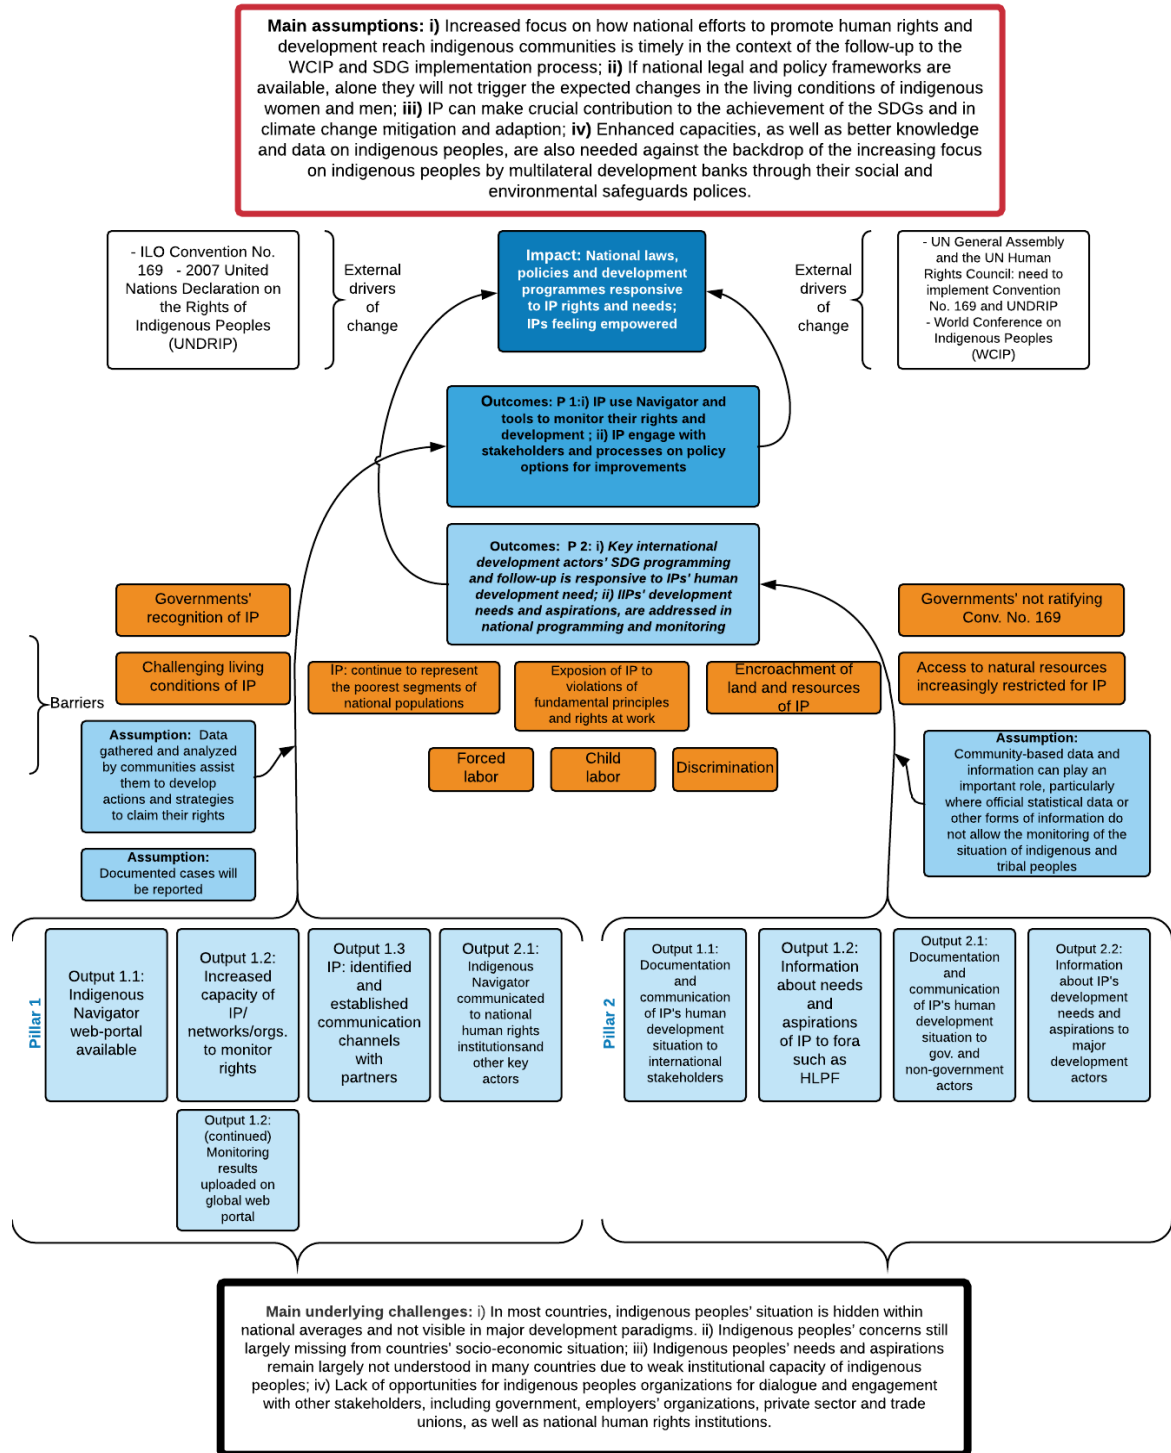 Main assumptions: i) Increased focus on how national efforts to promote human rights and
development reach indigenous communities is timely in the context of the follow-up to the
WCIP and SDG implementation process; ii) If national legal and policy frameworks are
available, alone they will not trigger the expected changes in the living conditions of indigenous
women and men; iii) IP can make crucial contribution to the achievement of the SDGs and in
climate change mitigation and adaption; iv) Enhanced capacities, as well as better knowledge
and data on indigenous peoples, are also needed against the backdrop of the increasing focus
on indigenous peoples by multilateral development banks through their social and
environmental safeguards polices.
- ILO Convention No.
169 - 2007 United
Nations Declaration on
the Rights of
Indigenous Peoples
(UNDRIP)
External
drivers
of
change
Impact: National laws,
policies and development
programmes responsive
to IP rights and needs;
IPs feeling empowered
External
drivers
of
change
- UN General Assembly
and the UN Human
Rights Council: need to
implement Convention
No. 169 and UNDRIP
- World Conference on
Indigenous Peoples
(WCIP)
Outcomes: P 1:i) IP use Navigator and
tools to monitor their rights and
development ; ii) IP engage with
stakeholders and processes on policy
options for improvements
Outcomes: P 2: i) Key international
development actors' SDG programming
and follow-up is responsive to IPs' human
development need; ii) IIPs' development
needs and aspirations, are addressed in
national programming and monitoring
Governments'
recognition of IP
Governments' not ratifying
Conv. No. 169
Barriers
Challenging living
conditions of IP
IP: continue to represent
the poorest segments of
national populations
Exposion of IP to
violations of
fundamental principles
and rights at work
Encroachment of
land and resources
of IP
Access to natural resources
increasingly restricted for IP
Forced
labor
Child
labor
Discrimination
Assumption: Data
gathered and analyzed
by communities assist
them to develop
actions and strategies
to claim their rights
Assumption:
Documented cases will
be reported
Assumption:
Community-based data and
information can play an
important role, particularly
where official statistical data or
other forms of information do
not allow the monitoring of the
situation of indigenous and
tribal peoples
Pillar 1
Output 1.1:
Indigenous
Navigator
web-portal
available
Output 1.2:
Increased
capacity of
IP/
networks/orgs.
to monitor
rights
Output 1.3
IP: identified
and
established
communication
channels
with
partners
Output 2.1:
Indigenous
Navigator
communicated
to national
human rights
institutionsand
other key
actors
Output 1.2:
(continued)
Monitoring
results
uploaded on
global web
portal
Pillar 2
Output 1.1:
Documentation
and
communication
of IP's human
development
situation to
international
stakeholders
Output 1.2:
Information
about needs
and
aspirations
of IP to fora
such as
HLPF
Output 2.1:
Documentation
and
communication
of IP's human
development
situation to
gov. and
non-government
actors
Output 2.2:
Information
about IP's
development
needs and
aspirations to
major
development
actors
Main underlying challenges: i) In most countries, indigenous peoples' situation is hidden within
national averages and not visible in major development paradigms. ii) Indigenous peoples' concerns still
largely missing from countries' socio-economic situation; iii) Indigenous peoples' needs and aspirations
remain largely not understood in many countries due to weak institutional capacity of indigenous
peoples; iv) Lack of opportunities for indigenous peoples organizations for dialogue and engagement
with other stakeholders, including government, employers' organizations, private sector and trade
unions, as well as national human rights institutions.